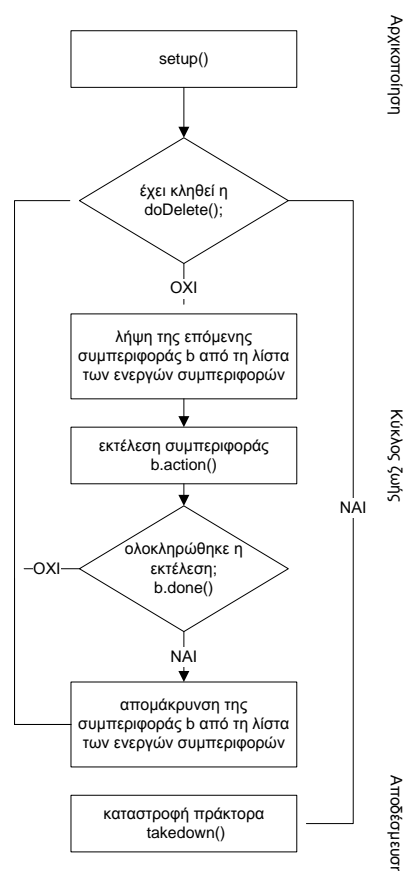 Αρχικοποίηση
setup()
έχει κληθεί η
doDelete();
ΟΧΙ
λήψη της επόμενης
συμπεριφοράς b από τη λίστα
των ενεργών συμπεριφορών
Κύκλος ζωής
εκτέλεση συμπεριφοράς
b.action()
ΝΑΙ
ολοκληρώθηκε η
εκτέλεση;
b.done()
ΟΧΙ
ΝΑΙ
απομάκρυνση της
συμπεριφοράς b από τη λίστα
των ενεργών συμπεριφορών
καταστροφή πράκτορα
takedown()
Αποδέσμευση